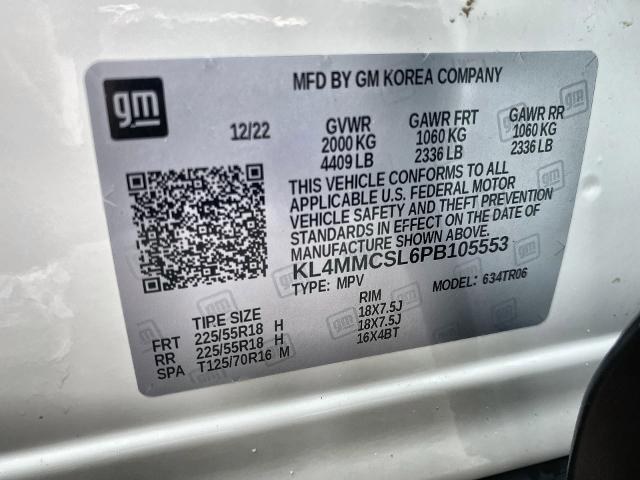 gm
MFD BY GM KOREA COMPANY
12/22 GVWR GAWR FRT GAWR RR
2000 KG 1060 KG 1060 KG
4409 LB 2336 LB 2336 LB
THIS VEHICLE CONFORMS TO ALL
APPLICABLE U.S. FEDERAL MOTOR
VEHICLE SAFETY AND THEFT PREVENTION
STANDARDS IN EFFECT ON THE DATE OF
MANUFACTURE SHOWN ABOVE.
KL4MMCSL6PB105553
TYPE: MPV MODEL: 634TR06
TIRE SIZE RIM
FRT 225/55R18 H 18X7.5J
RR 225/55R18 H 18X7.5J
SPA T125/70R16 M 16X4BT